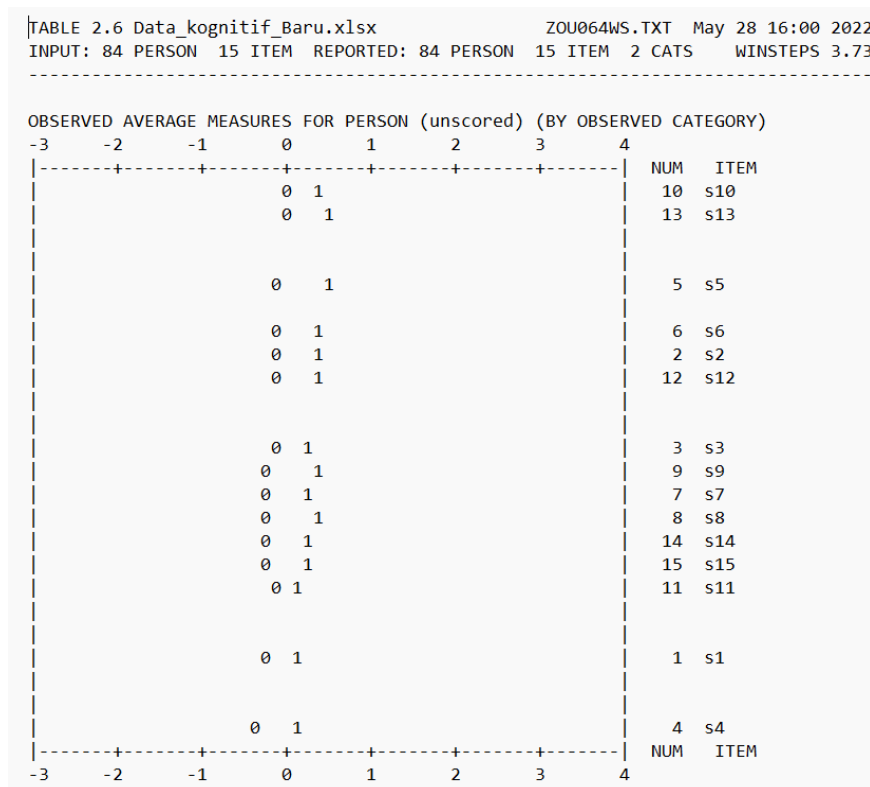 TABLE 2.6 Data_kognitif_Baru.xlsx                ZOU064WS.TXT  May 28 16:00 2022
INPUT: 84 PERSON  15 ITEM  REPORTED: 84 PERSON  15 ITEM  2 CATS    WINSTEPS 3.73
--------------------------------------------------------------------------------
OBSERVED AVERAGE MEASURES FOR PERSON (unscored) (BY OBSERVED CATEGORY)
-3     -2      -1       0       1       2       3       4
|-------+-------+-------+-------+-------+-------+-------|  NUM   ITEM
|                       0  1                            |   10  s10
|                       0   1                           |   13  s13
|                                                       |
|                                                       |
|                      0    1                           |    5  s5
|                                                       |
|                      0   1                            |    6  s6
|                      0   1                            |    2  s2
|                      0   1                            |   12  s12
|                                                       |
|                                                       |
|                      0  1                             |    3  s3
|                     0    1                            |    9  s9
|                     0   1                             |    7  s7
|                     0    1                            |    8  s8
|                     0   1                             |   14  s14
|                     0   1                             |   15  s15
|                      0 1                              |   11  s11
|                                                       |
|                                                       |
|                     0  1                              |    1  s1
|                                                       |
|                                                       |
|                    0   1                              |    4  s4
|-------+-------+-------+-------+-------+-------+-------|  NUM   ITEM
-3     -2      -1       0       1       2       3       4